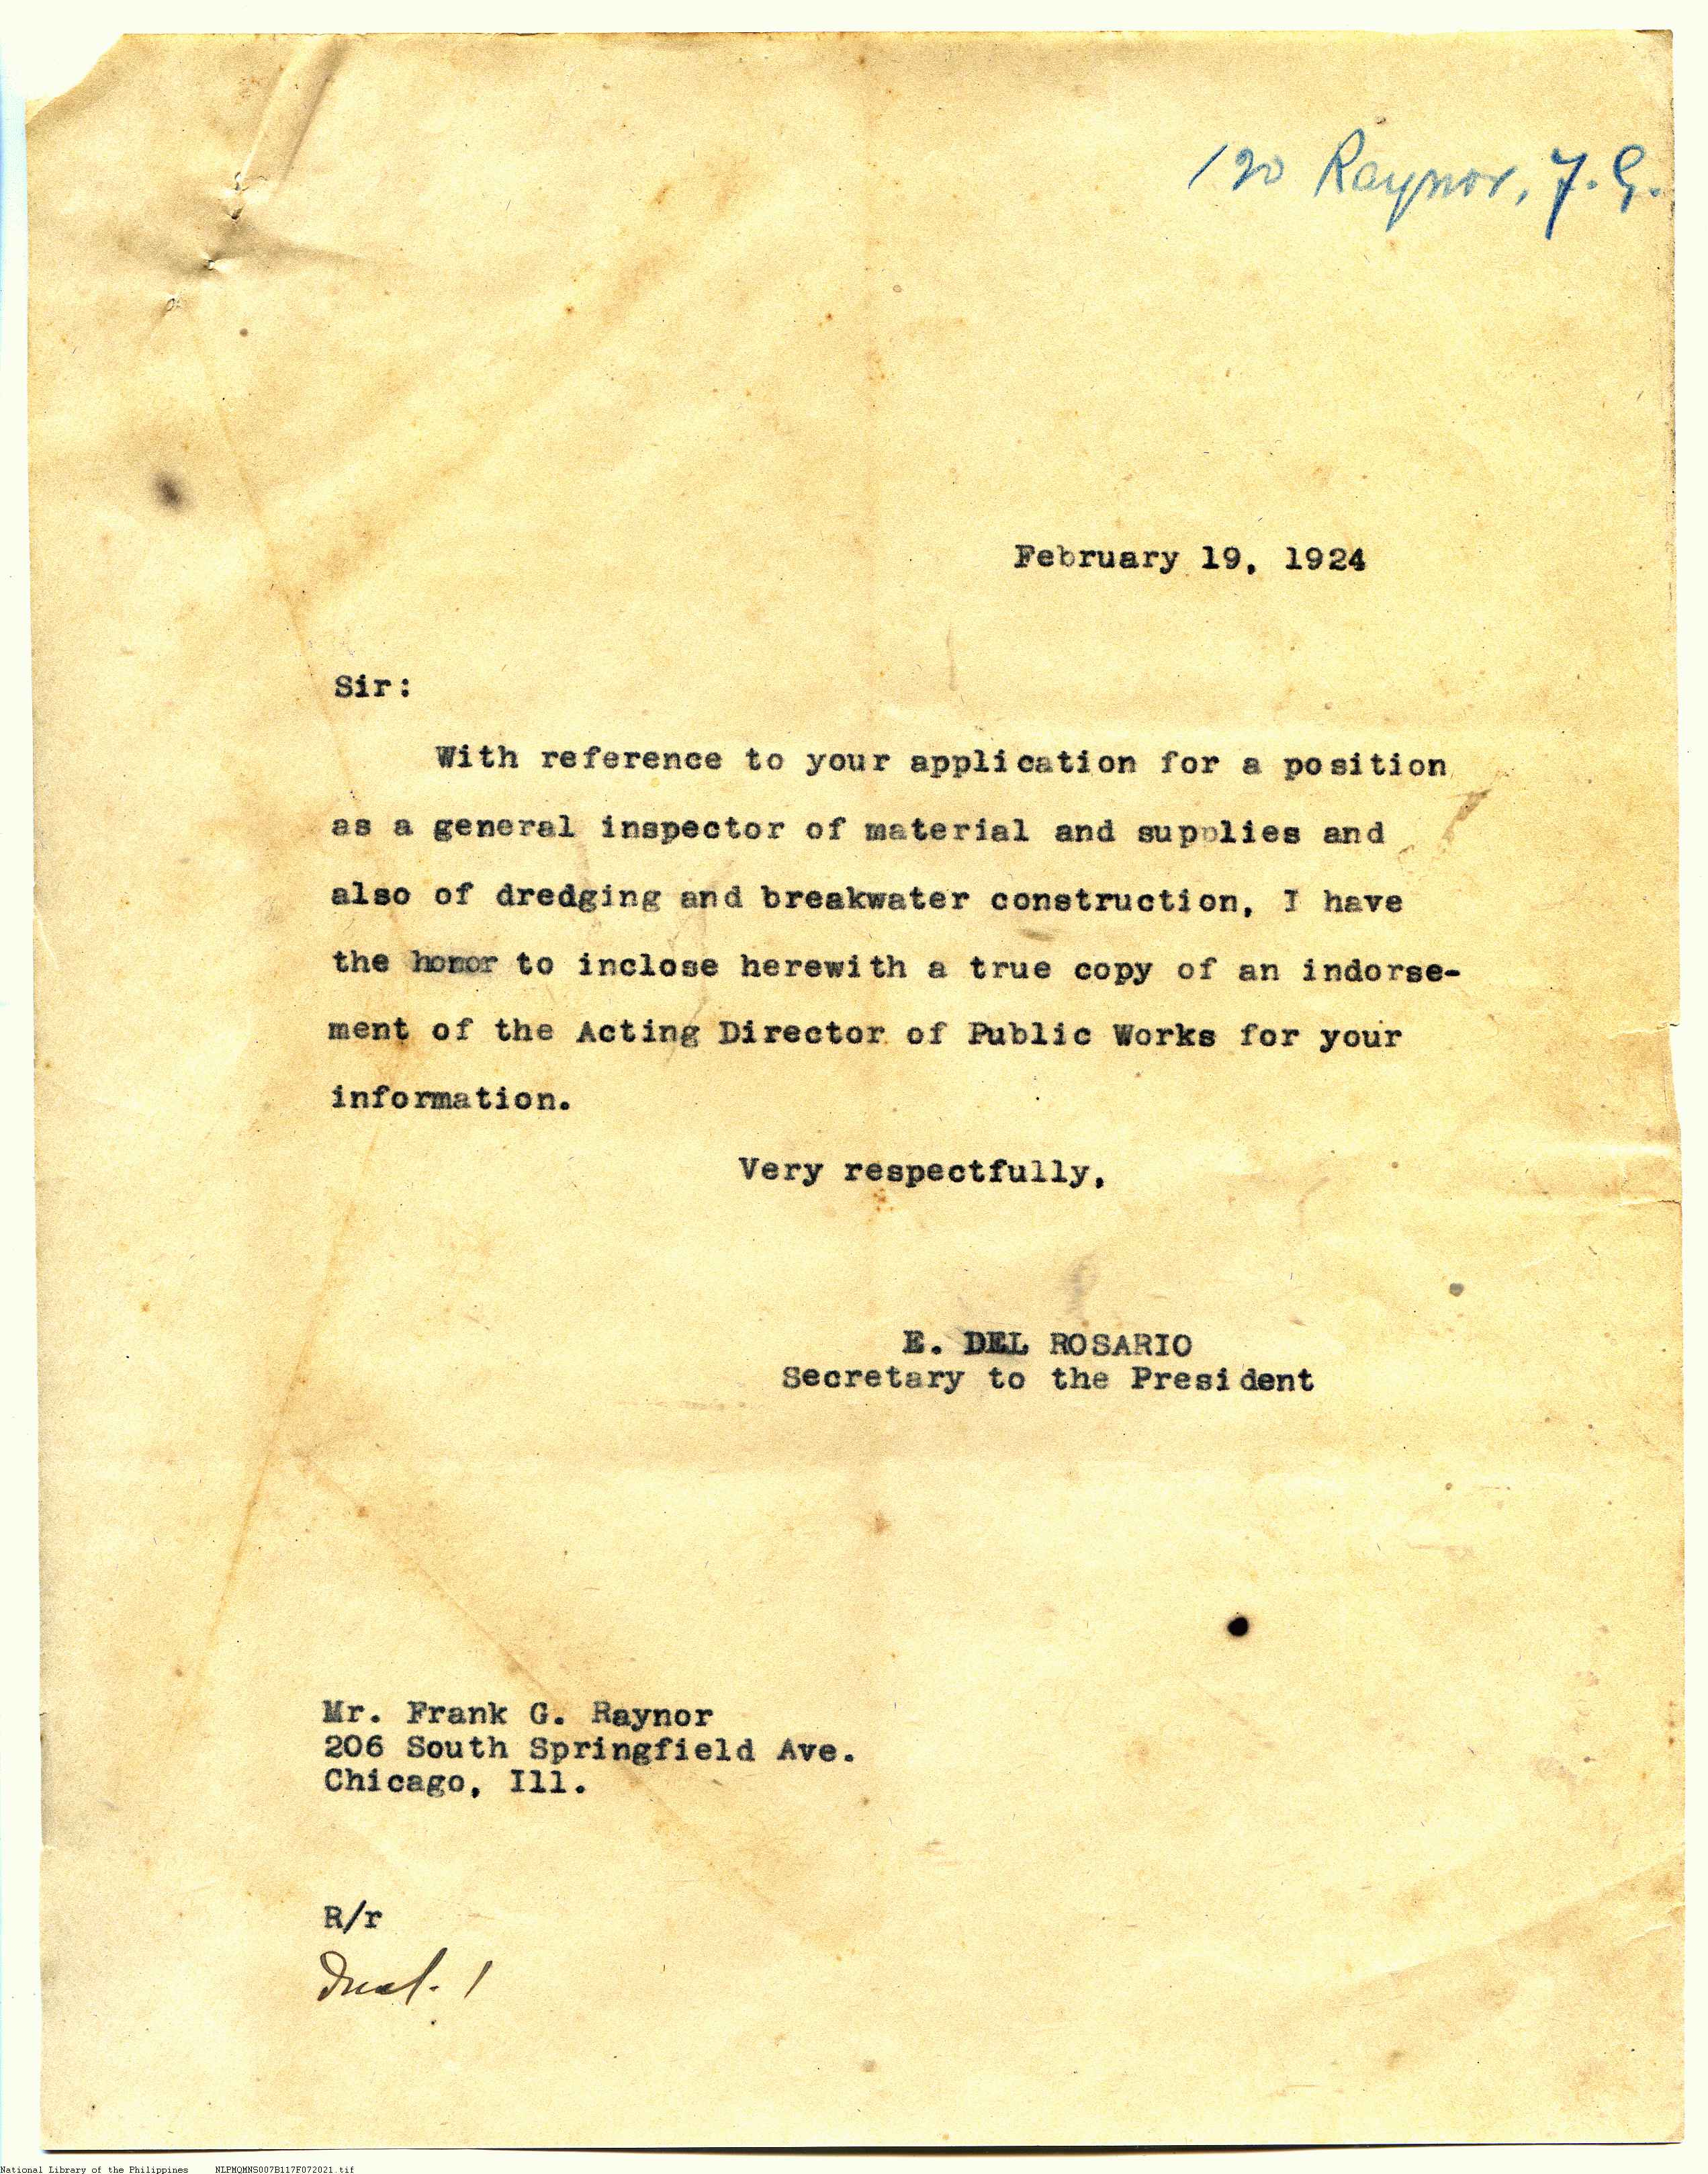 120 Raynor, F. G.
February 19, 1924
Sir:
With reference to your application for a position
as a general inspector of material and supplies and
also of dredging and breakwater construction, I have
the honor to inclose herewith a true copy of an indorse-
ment of the Acting Director of Public Works for your
information.
Very respectfully,
E. DEL ROSARIO
Secretary to the President
Mr. Frank G. Raynor
206 South Springfield Ave.
Chicago, Ill.
R/r
Incl. 1
National Library of the Philippines NLPMQMNS007B117F072021.tif